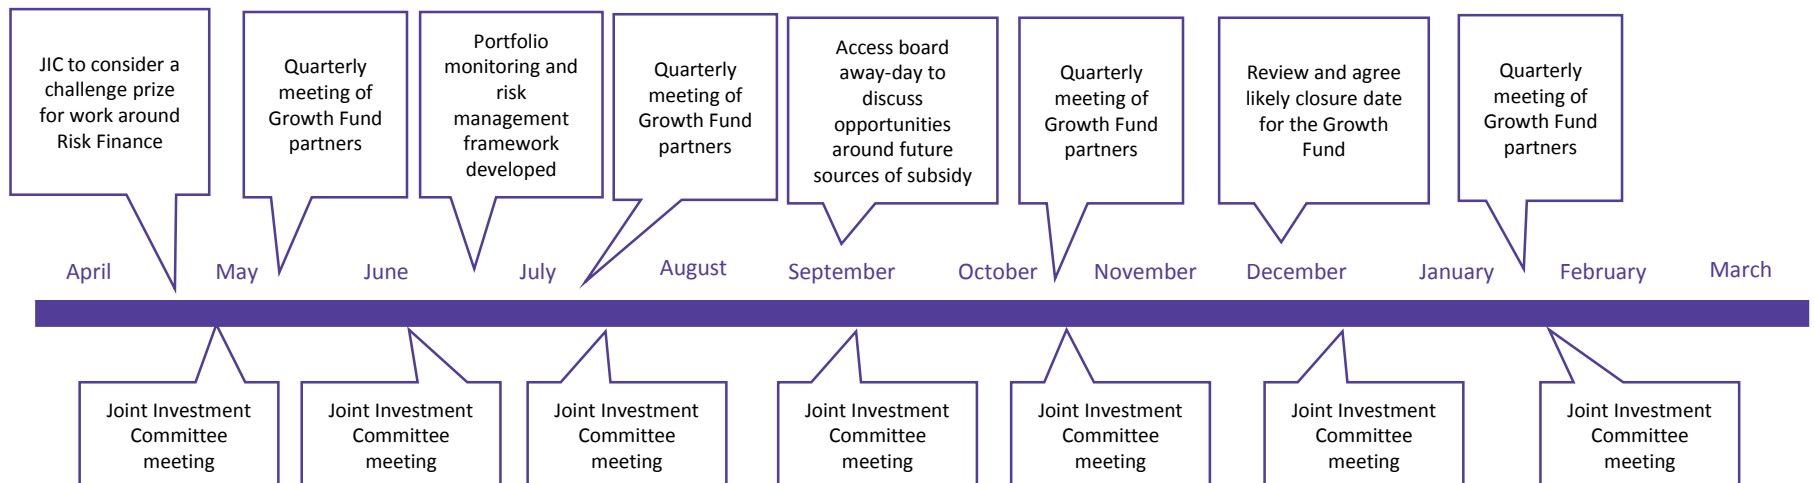 JIC to consider a
challenge prize
for work around
Risk Finance
Quarterly
meeting of
Growth Fund
partners
Portfolio
monitoring and
risk
management
framework
developed
Quarterly
meeting of
Growth Fund
partners
Access board
away-day to
discuss
opportunities
around future
sources of subsidy
Quarterly
meeting of
Growth Fund
partners
Review and agree
likely closure date
for the Growth
Fund
Quarterly
meeting of
Growth Fund
partners
April
May
June
July
August
September
October
November
December
January
February
March
Joint Investment
Committee
meeting
Joint Investment
Committee
meeting
Joint Investment
Committee
meeting
Joint Investment
Committee
meeting
Joint Investment
Committee
meeting
Joint Investment
Committee
meeting
Joint Investment
Committee
meeting